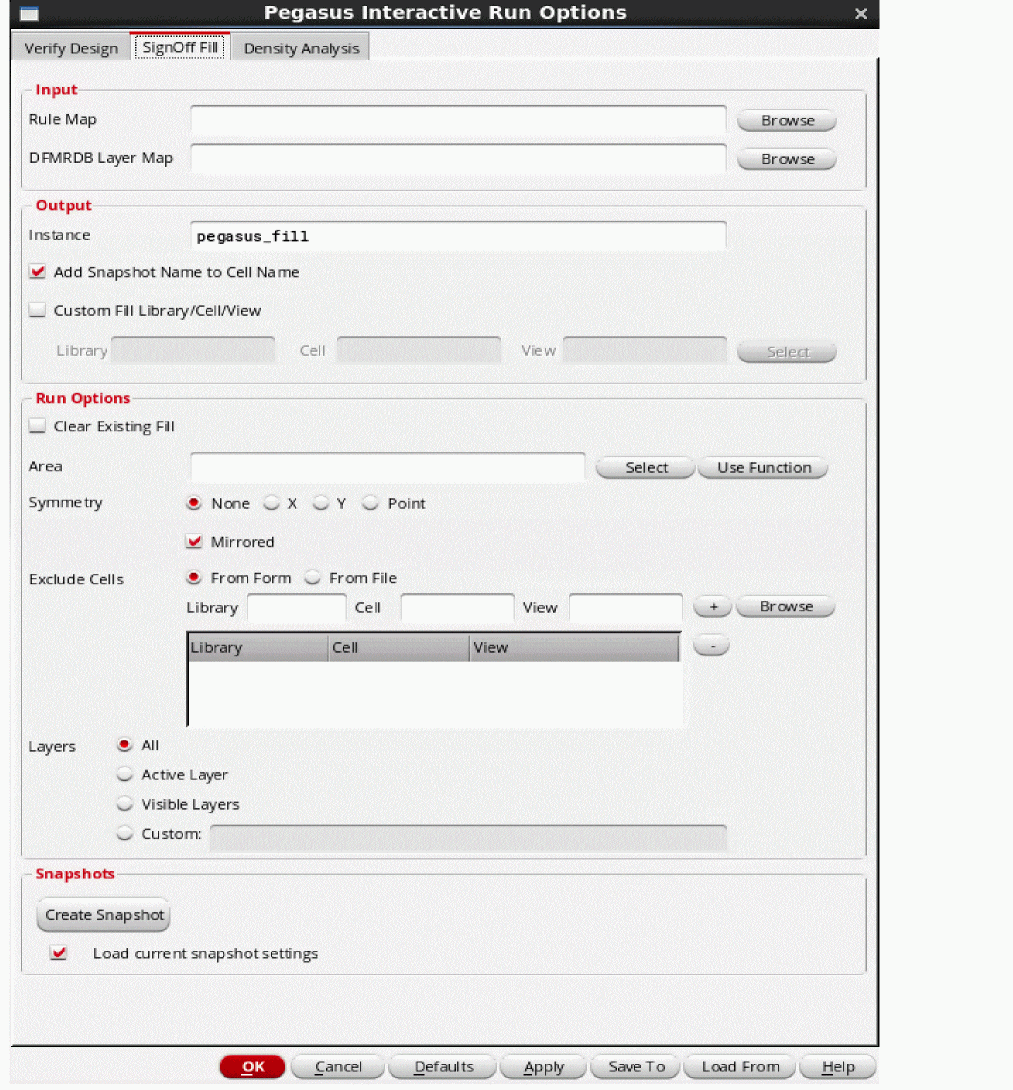 Pegasus Interactive Run Options
Verify Design SignOff Fill Density Analysis
Input
Rule Map Browse
DFMRDB Layer Map Browse
Output
Instance pegasus_fill
Add Snapshot Name to Cell Name
Custom Fill Library/Cell/View
Library Cell View Select
Run Options
Clear Existing Fill
Area Select Use Function
Symmetry None X Y Point
Mirrored
Exclude Cells From Form From File
Library Cell View + Browse
Library Cell View -
Layers All
Active Layer
Visible Layers
Custom:
Snapshots
Create Snapshot
Load current snapshot settings
OK Cancel Defaults Apply Save To Load From Help